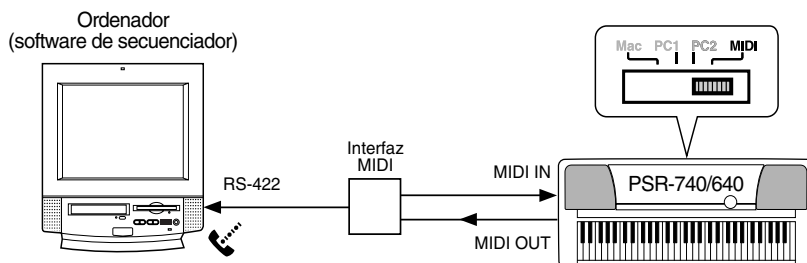 Ordenador
(software de secuenciador)
Mac PC1 PC2 MIDI
Interfaz
MIDI
RS-422
MIDI IN
PSR-740/640
MIDI OUT